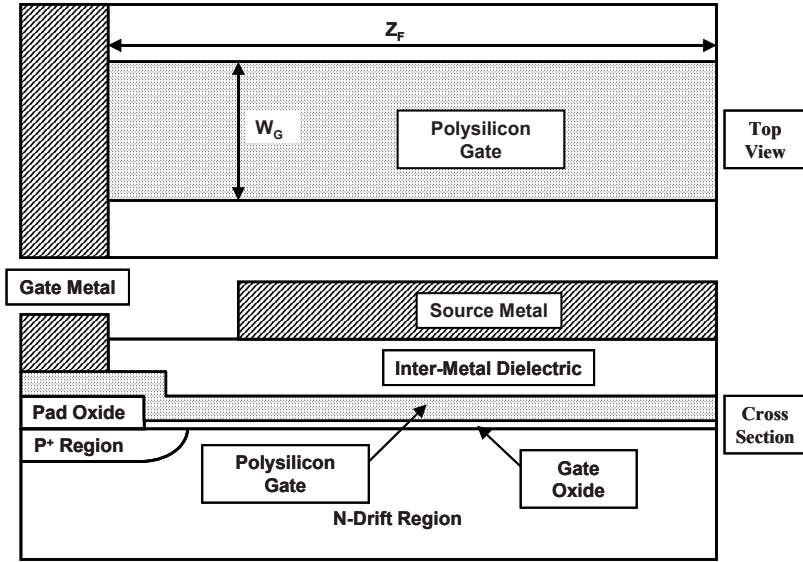 Z_F
W_G
Polysilicon
Gate
Top
View
Gate Metal
Source Metal
Inter-Metal Dielectric
Pad Oxide
Cross
Section
P⁺ Region
Polysilicon
Gate
Gate
Oxide
N-Drift Region